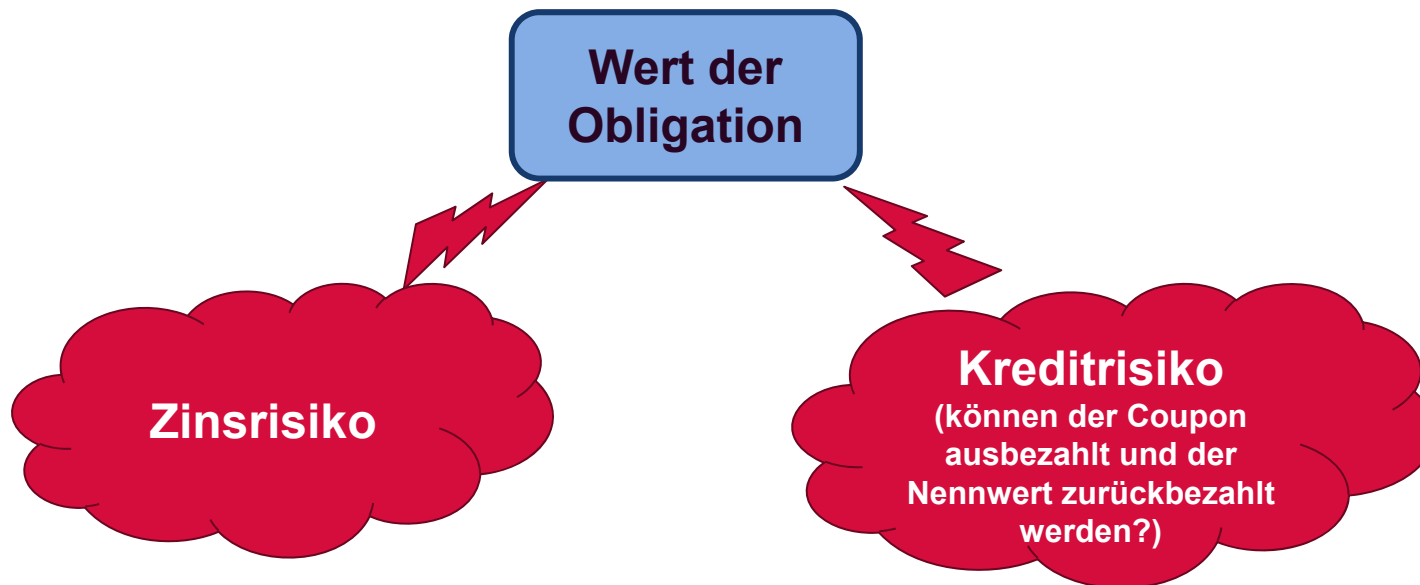 Wert der
Obligation
Zinsrisiko
Kreditrisiko
(können der Coupon
ausbezahlt und der
Nennwert zurückbezahlt
werden?)